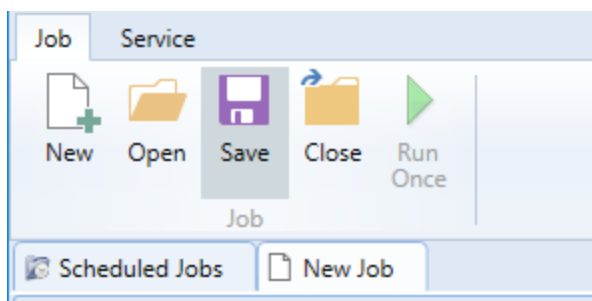 Job Service
New Open Save Close Run
Once
Job
Scheduled Jobs New Job